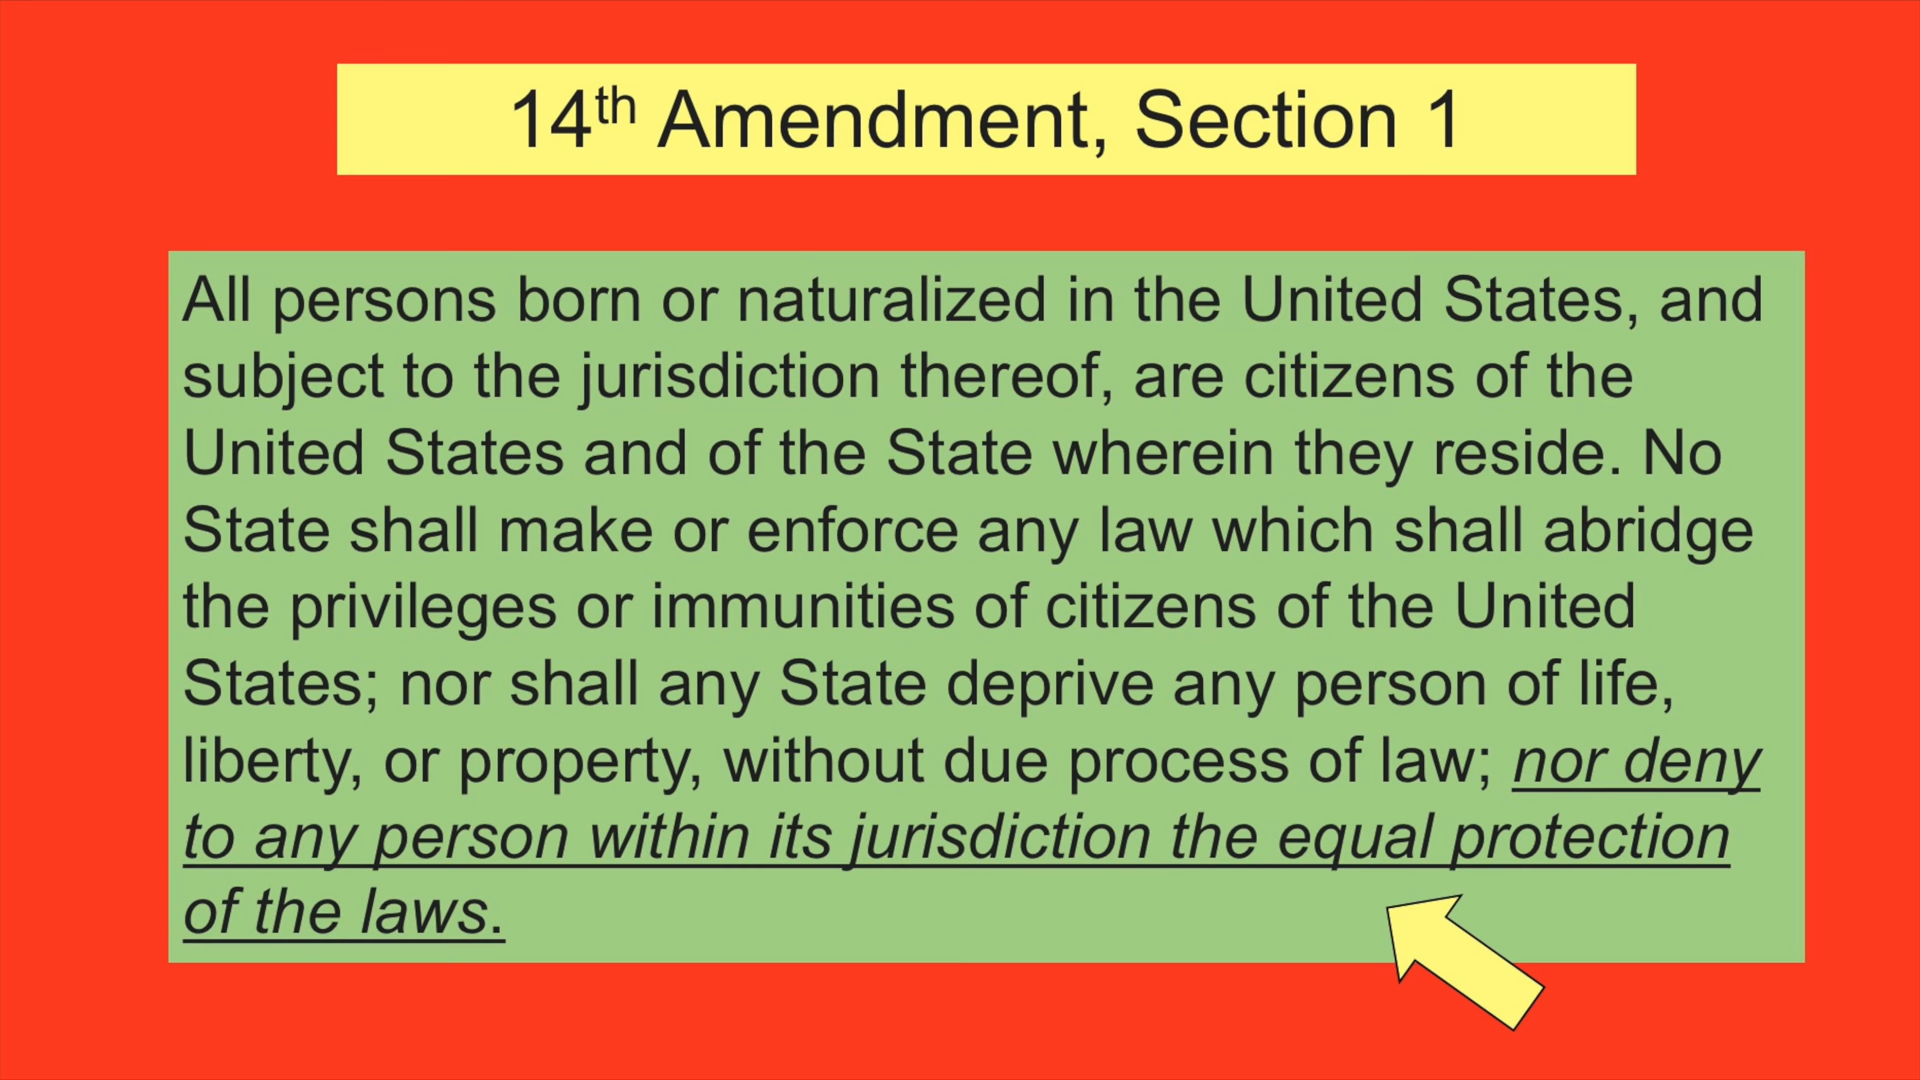 14th Amendment, Section 1
All persons born or naturalized in the United States, and
subject to the jurisdiction thereof, are citizens of the
United States and of the State wherein they reside. No
State shall make or enforce any law which shall abridge
the privileges or immunities of citizens of the United
States; nor shall any State deprive any person of life,
liberty, or property, without due process of law; nor deny
to any person within its jurisdiction the equal protection
of the laws.